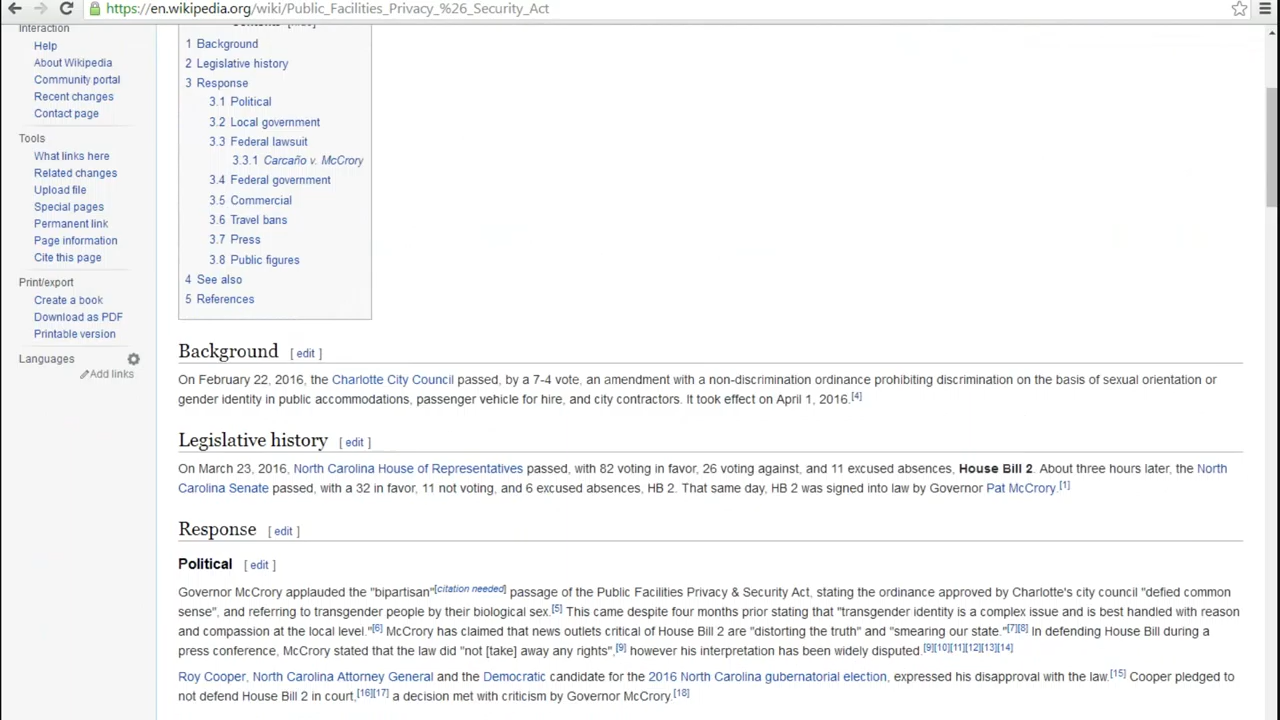 https://en.wikipedia.org/wiki/Public_Facilities_Privacy_%26_Security_Act
Interaction
Help
About Wikipedia
Community portal
Recent changes
Contact page
Tools
What links here
Related changes
Upload file
Special pages
Permanent link
Page information
Cite this page
Print/export
Create a book
Download as PDF
Printable version
Languages
Add links
1 Background
2 Legislative history
3 Response
3.1 Political
3.2 Local government
3.3 Federal lawsuit
3.3.1 Carcaño v. McCrory
3.4 Federal government
3.5 Commercial
3.6 Travel bans
3.7 Press
3.8 Public figures
4 See also
5 References
Background [ edit ]
On February 22, 2016, the Charlotte City Council passed, by a 7-4 vote, an amendment with a non-discrimination ordinance prohibiting discrimination on the basis of sexual orientation or
gender identity in public accommodations, passenger vehicle for hire, and city contractors. It took effect on April 1, 2016.[4]
Legislative history [ edit ]
On March 23, 2016, North Carolina House of Representatives passed, with 82 voting in favor, 26 voting against, and 11 excused absences, House Bill 2. About three hours later, the North
Carolina Senate passed, with a 32 in favor, 11 not voting, and 6 excused absences, HB 2. That same day, HB 2 was signed into law by Governor Pat McCrory.[1]
Response [ edit ]
Political [ edit ]
Governor McCrory applauded the "bipartisan"[citation needed] passage of the Public Facilities Privacy & Security Act, stating the ordinance approved by Charlotte's city council "defied common
sense", and referring to transgender people by their biological sex.[5] This came despite four months prior stating that "transgender identity is a complex issue and is best handled with reason
and compassion at the local level."[6] McCrory has claimed that news outlets critical of House Bill 2 are "distorting the truth" and "smearing our state."[7][8] In defending House Bill during a
press conference, McCrory stated that the law did "not [take] away any rights",[9] however his interpretation has been widely disputed.[9][10][11][12][13][14]
Roy Cooper, North Carolina Attorney General and the Democratic candidate for the 2016 North Carolina gubernatorial election, expressed his disapproval with the law.[15] Cooper pledged to
not defend House Bill 2 in court,[16][17] a decision met with criticism by Governor McCrory.[18]